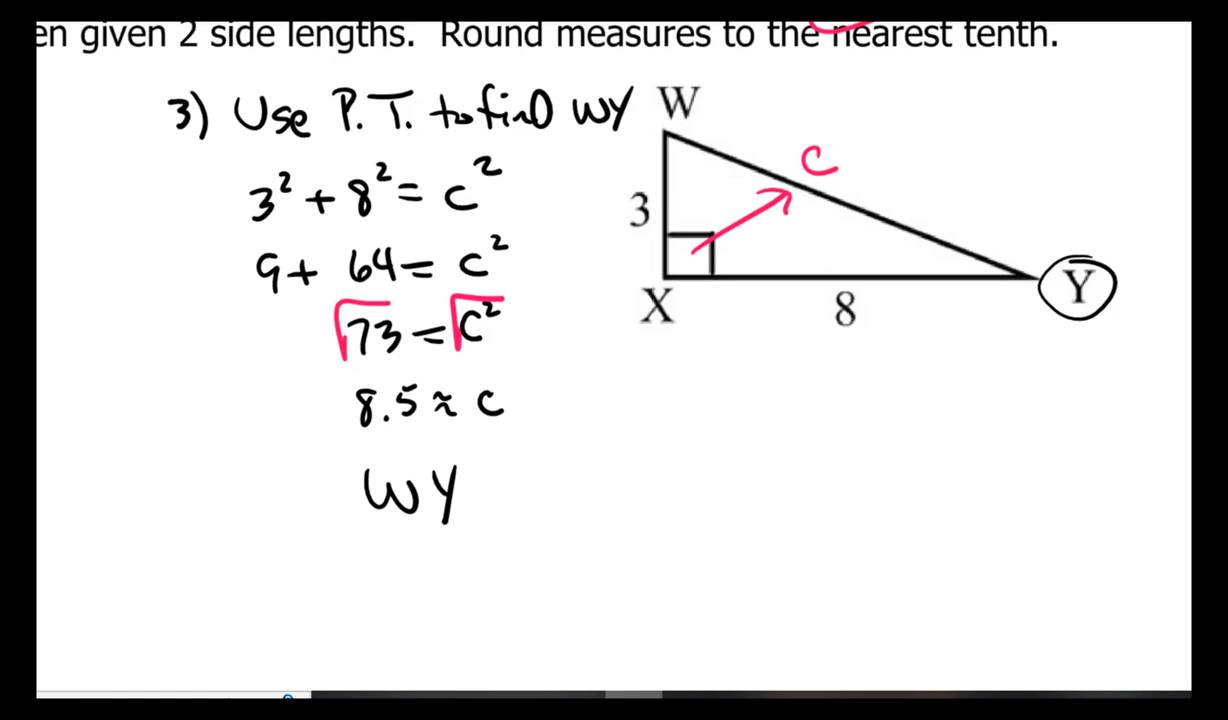 en given 2 side lengths. Round measures to the nearest tenth.
3) Use P.T. to find WY
3² + 8² = c²
9 + 64 = c²
√73 = √c²
8.5 ≈ c
WY
W
C
3
X
8
Y